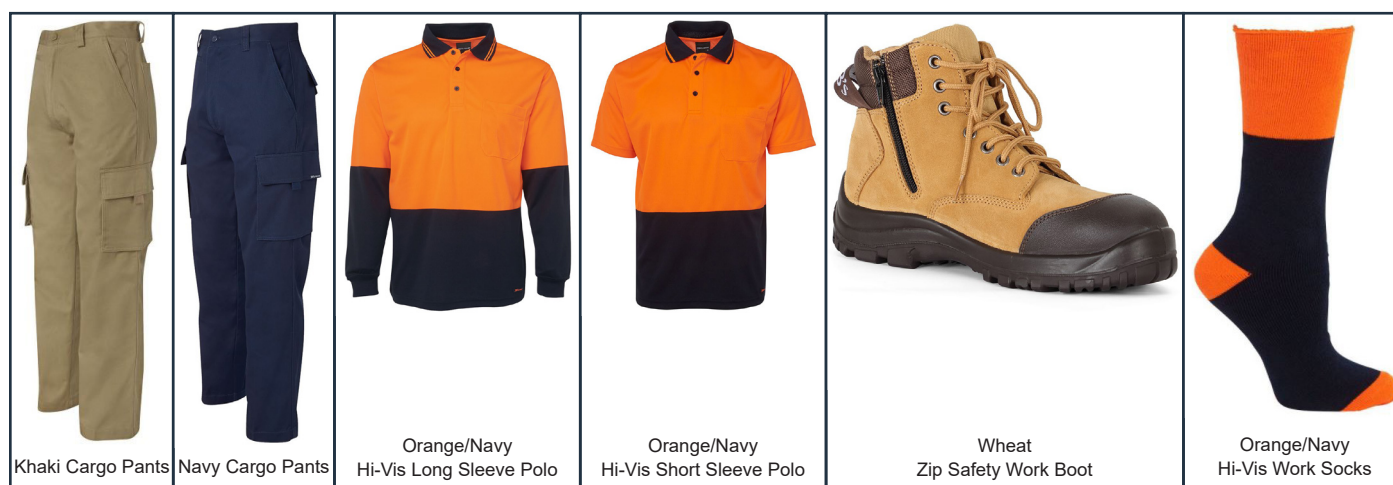 Khaki Cargo Pants
Navy Cargo Pants
Orange/Navy
Hi-Vis Long Sleeve Polo
Orange/Navy
Hi-Vis Short Sleeve Polo
Wheat
Zip Safety Work Boot
Orange/Navy
Hi-Vis Work Socks